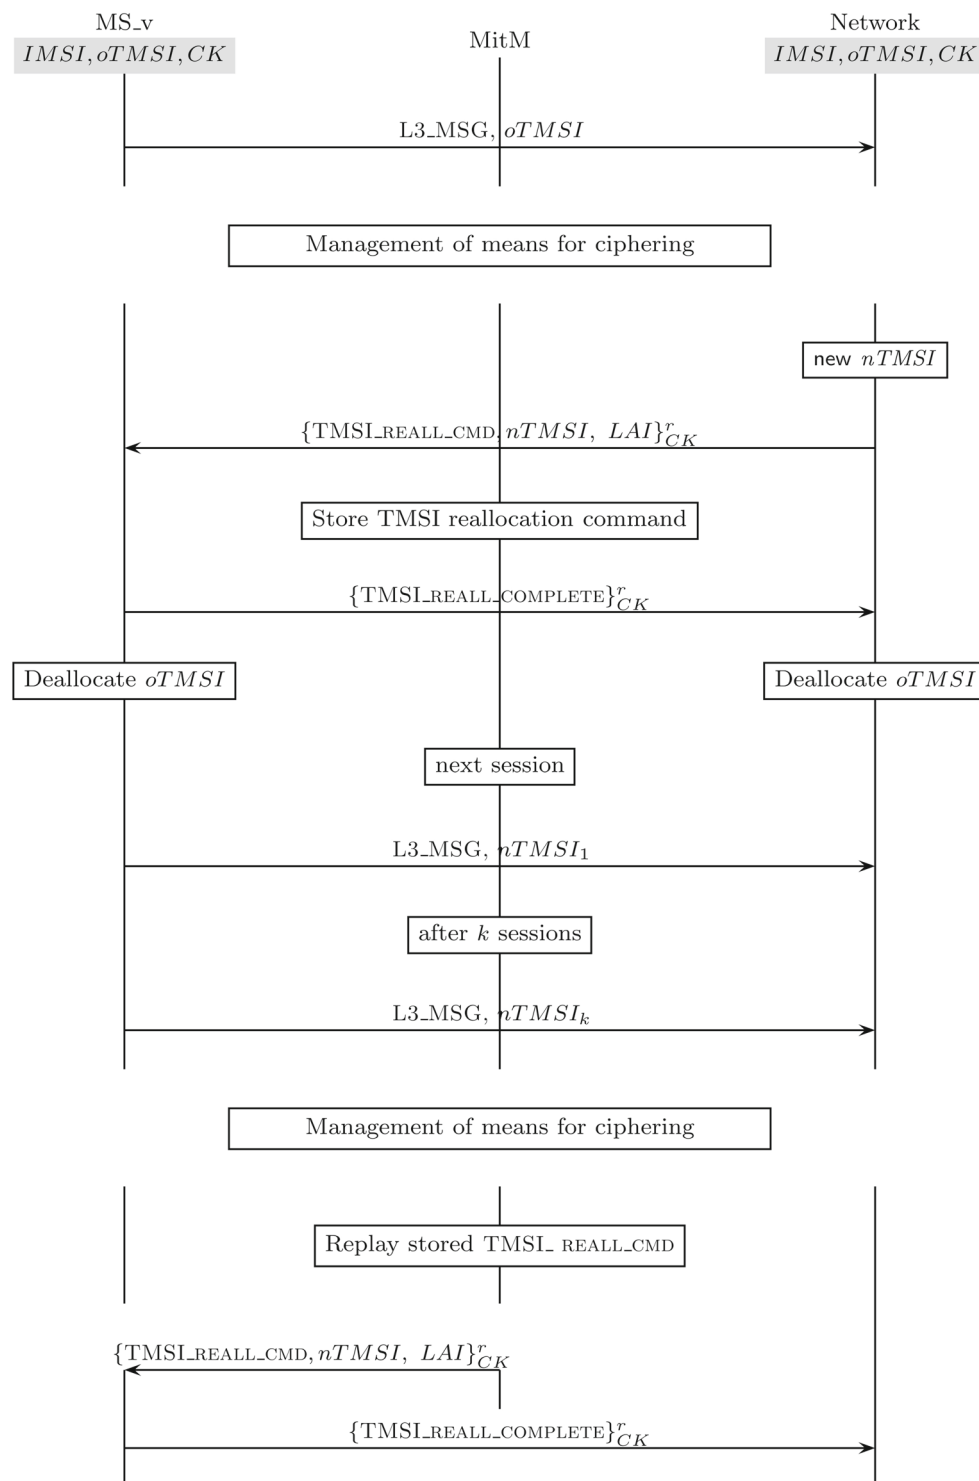 MS_v
MitM
Network
IMSI, oTMSI, CK
IMSI, oTMSI, CK
L3_MSG, oTMSI
Management of means for ciphering
new nTMSI
{TMSI_REALL_CMD, nTMSI, LAI}^r_CK
Store TMSI reallocation command
{TMSI_REALL_COMPLETE}^r_CK
Deallocate oTMSI
Deallocate oTMSI
next session
L3_MSG, nTMSI_1
after k sessions
L3_MSG, nTMSI_k
Management of means for ciphering
Replay stored TMSI_ REALL_CMD
{TMSI_REALL_CMD, nTMSI, LAI}^r_CK
{TMSI_REALL_COMPLETE}^r_CK